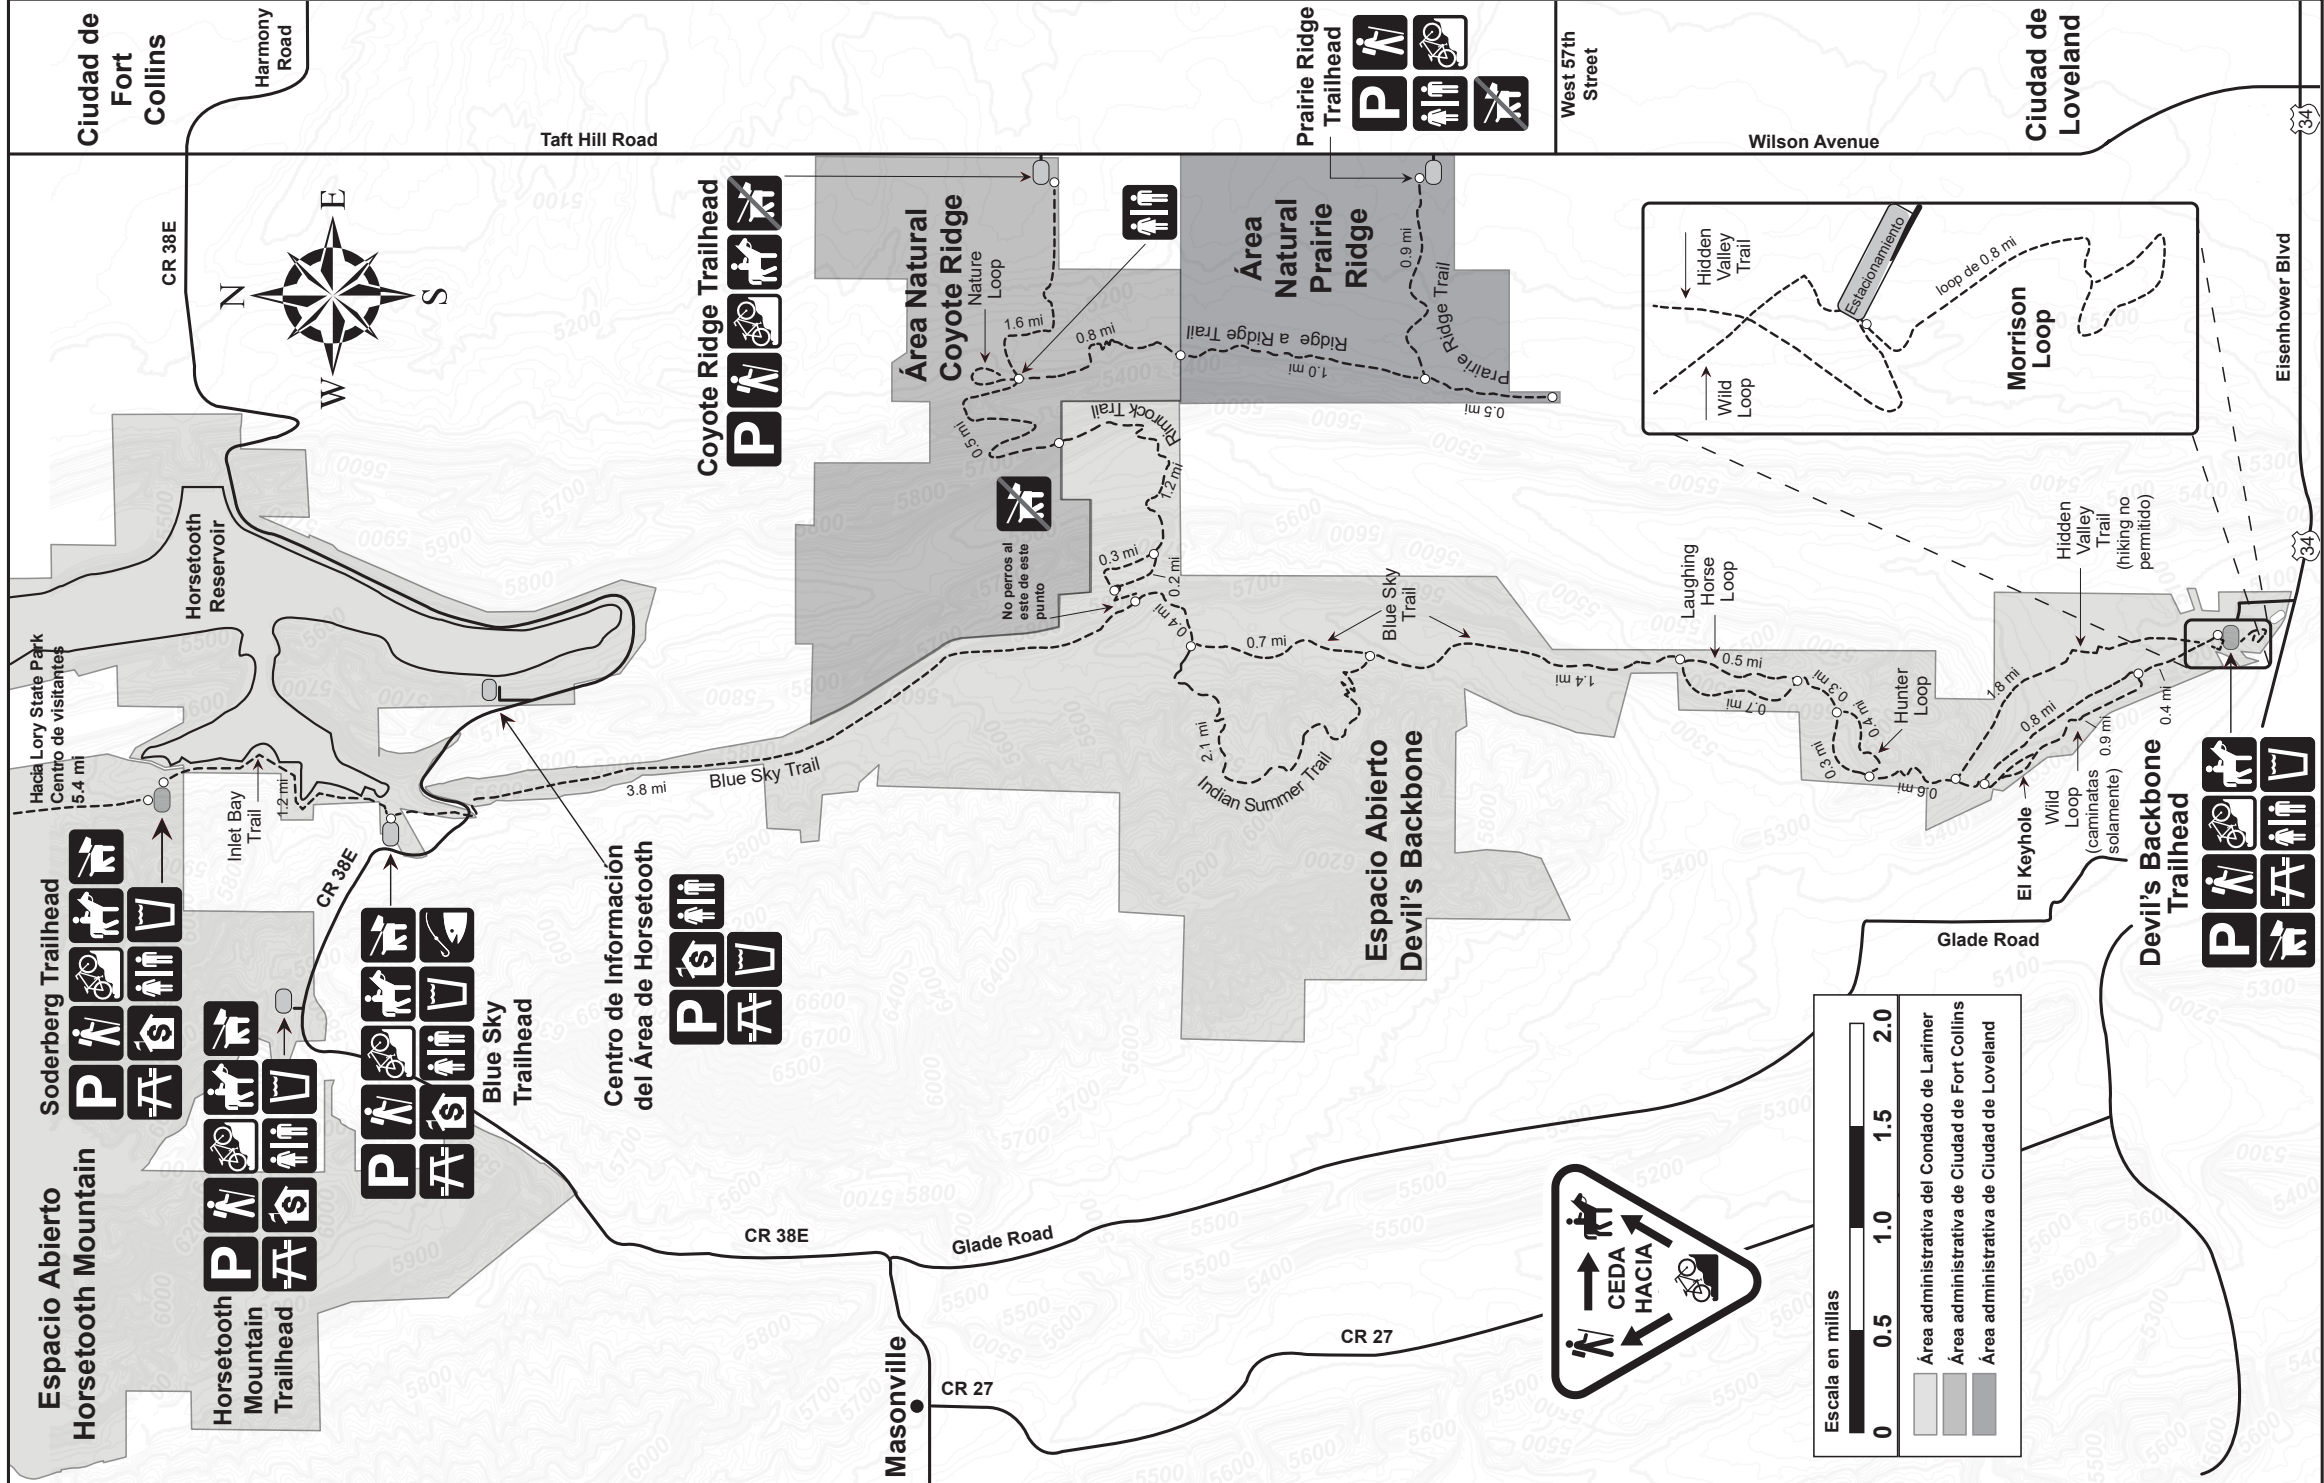 Ciudad de
Fort
Collins
Harmony
Road
CR 38E
Taft Hill Road
Prairie Ridge
Trailhead
P
West 57th
Street
Wilson Avenue
Ciudad de
Loveland
34
Eisenhower Blvd
34
N
E
S
W
Coyote Ridge Trailhead
P
Área Natural
Coyote Ridge
Nature
Loop
1.6 mi
0.8 mi
0.5 mi
Área
Natural
Prairie
Ridge
0.9 mi
Prairie Ridge Trail
Ridge a Ridge Trail
1.0 mi
0.5 mi
Rimrock Trail
1.2 mi
No perros al
este de este
punto
0.3 mi
0.2 mi
0.4 mi
0.7 mi
Blue Sky
Trail
1.4 mi
2.1 mi
Indian Summer Trail
Espacio Abierto
Devil's Backbone
Laughing
Horse
Loop
0.5 mi
0.7 mi
0.3 mi
0.4 mi
0.3 mi
Hunter
Loop
0.6 mi
1.8 mi
0.8 mi
0.9 mi
0.4 mi
El Keyhole
Wild
Loop
(caminatas
solamente)
Hidden
Valley
Trail
(hiking no
permitido)
Hidden
Valley
Trail
Wild
Loop
Estacionamiento
loop de 0.8 mi
Morrison
Loop
Devil's Backbone
Trailhead
P
Horsetooth
Reservoir
Hacia Lory State Park
Centro de visitantes
5.4 mi
Inlet Bay
Trail
1.2 mi
CR 38E
3.8 mi
Blue Sky Trail
Soderberg Trailhead
P
$
Espacio Abierto
Horsetooth Mountain
Horsetooth
Mountain
Trailhead
P
$
Blue Sky
Trailhead
P
$
Centro de Información
del Área de Horsetooth
P
$
CR 38E
Glade Road
Masonville
CR 27
CR 27
Glade Road
CEDA
HACIA
Escala en millas
0
0.5
1.0
1.5
2.0
Área administrativa del Condado de Larimer
Área administrativa de Ciudad de Fort Collins
Área administrativa de Ciudad de Loveland